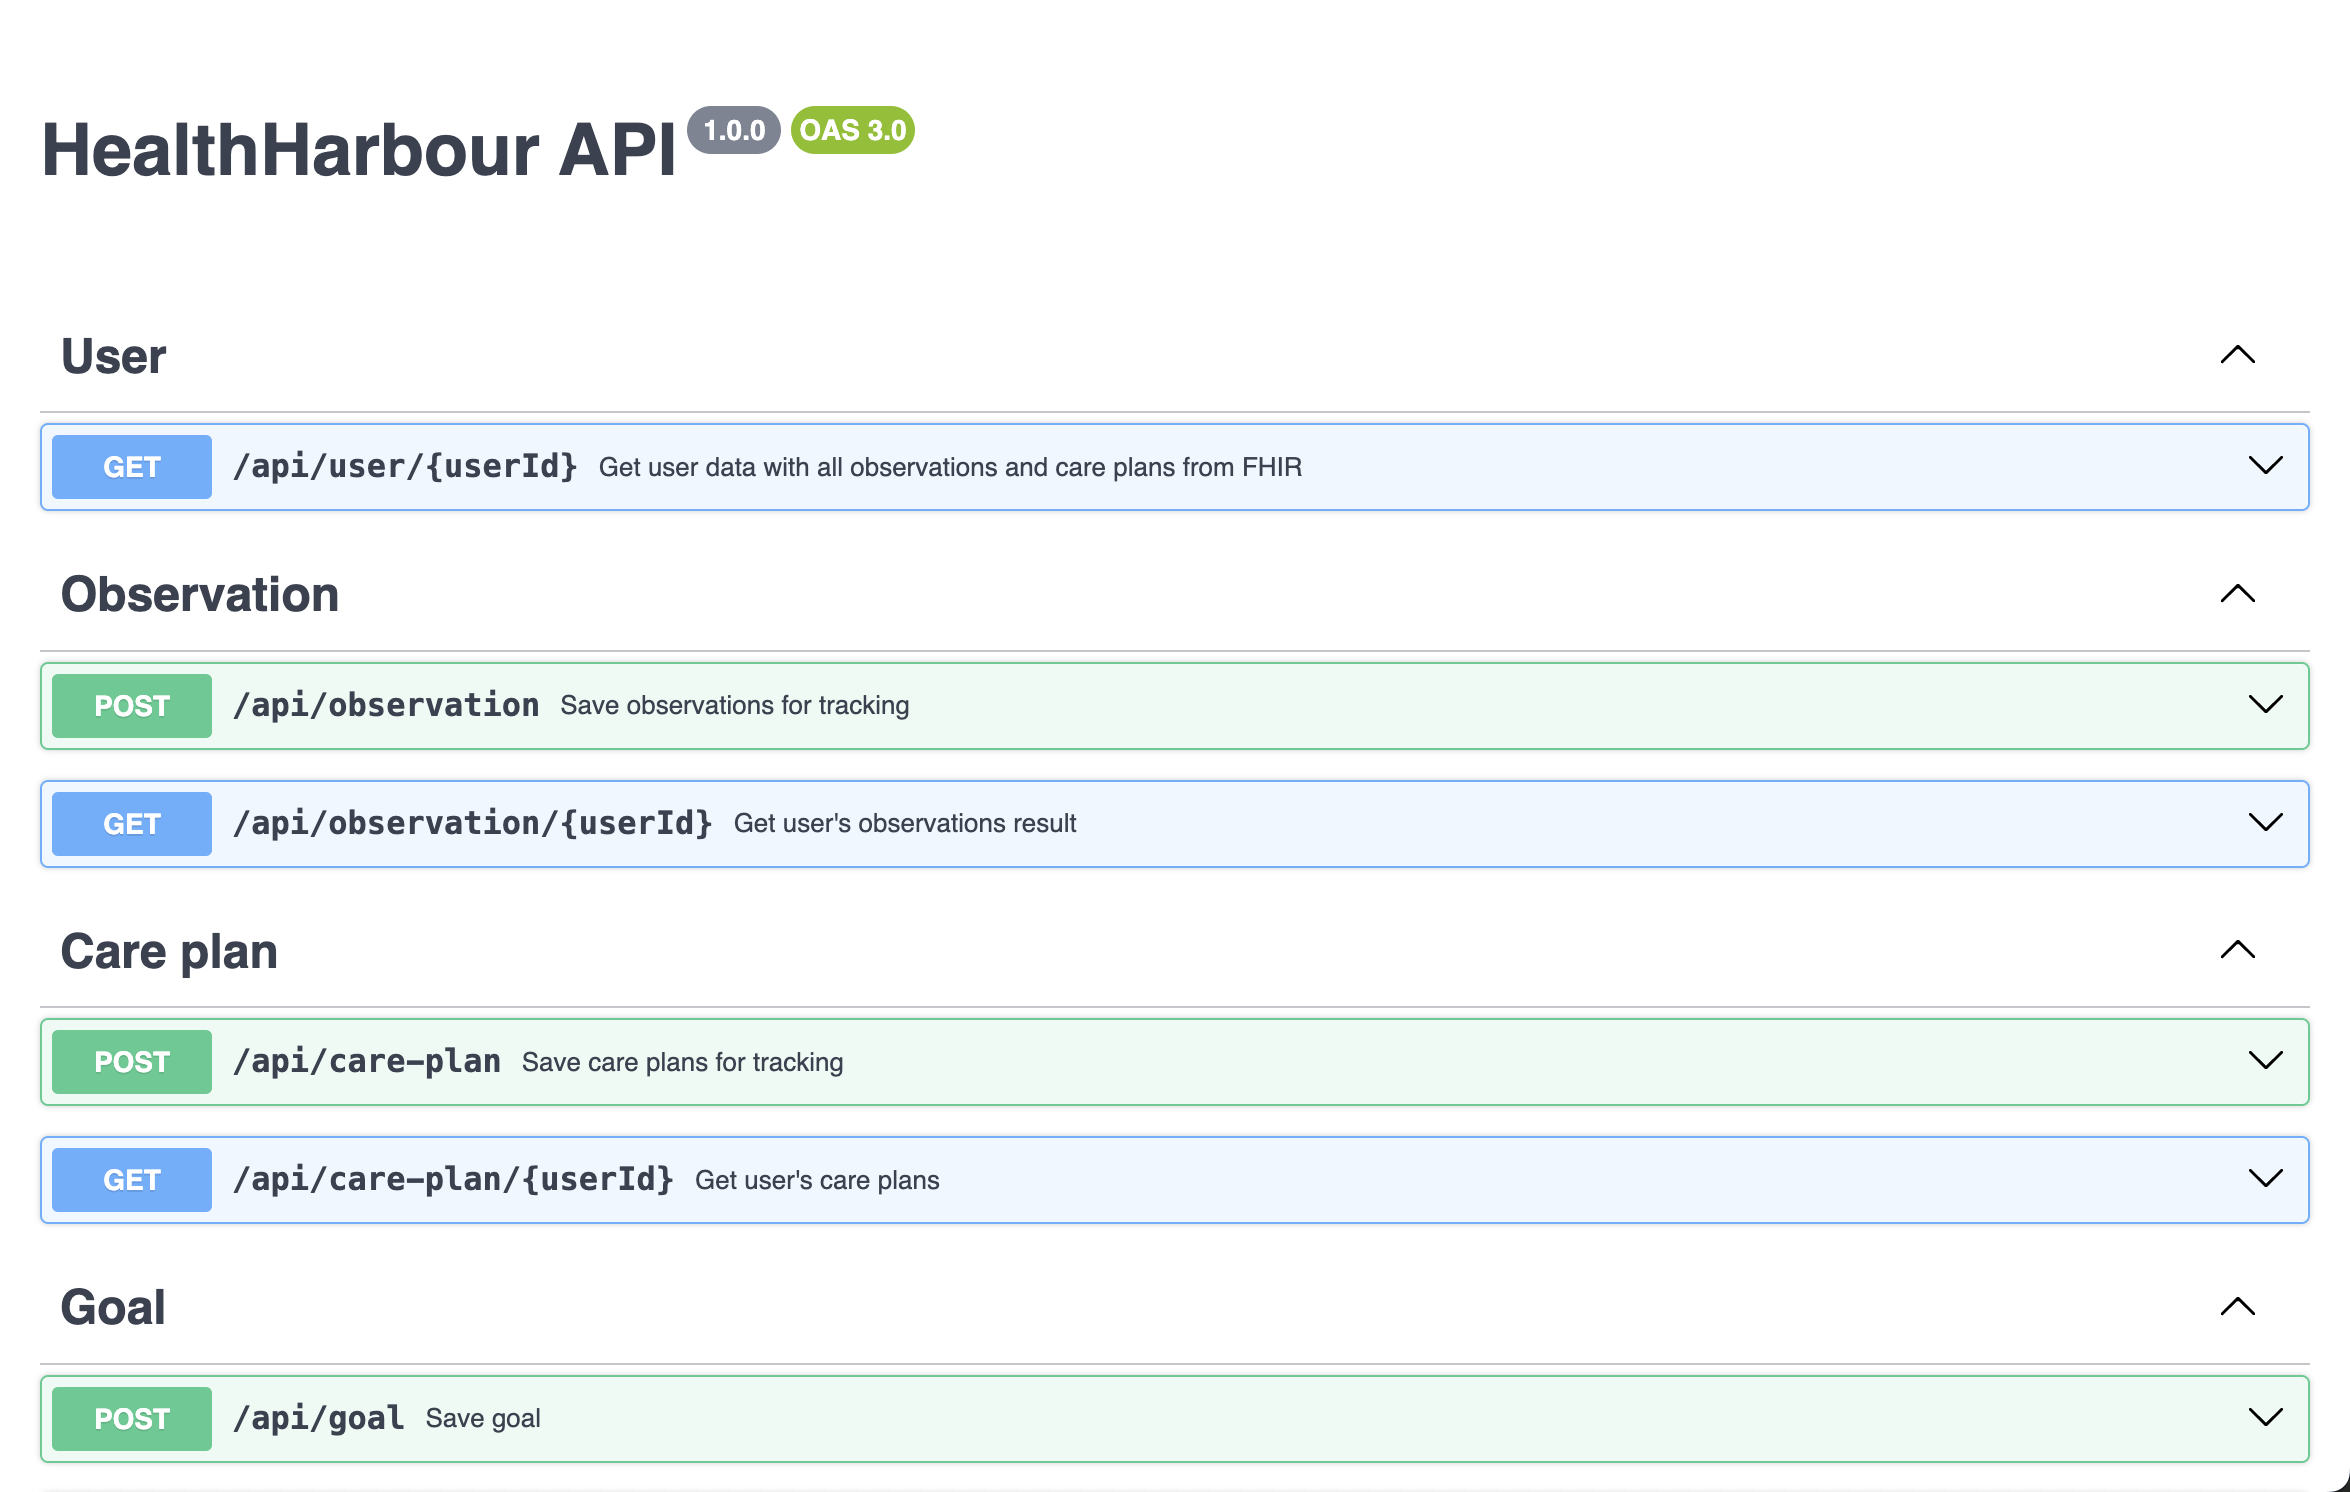 HealthHarbour API 1.0.0 OAS 3.0
User
GET /api/user/{userId} Get user data with all observations and care plans from FHIR
Observation
POST /api/observation Save observations for tracking
GET /api/observation/{userId} Get user's observations result
Care plan
POST /api/care-plan Save care plans for tracking
GET /api/care-plan/{userId} Get user's care plans
Goal
POST /api/goal Save goal